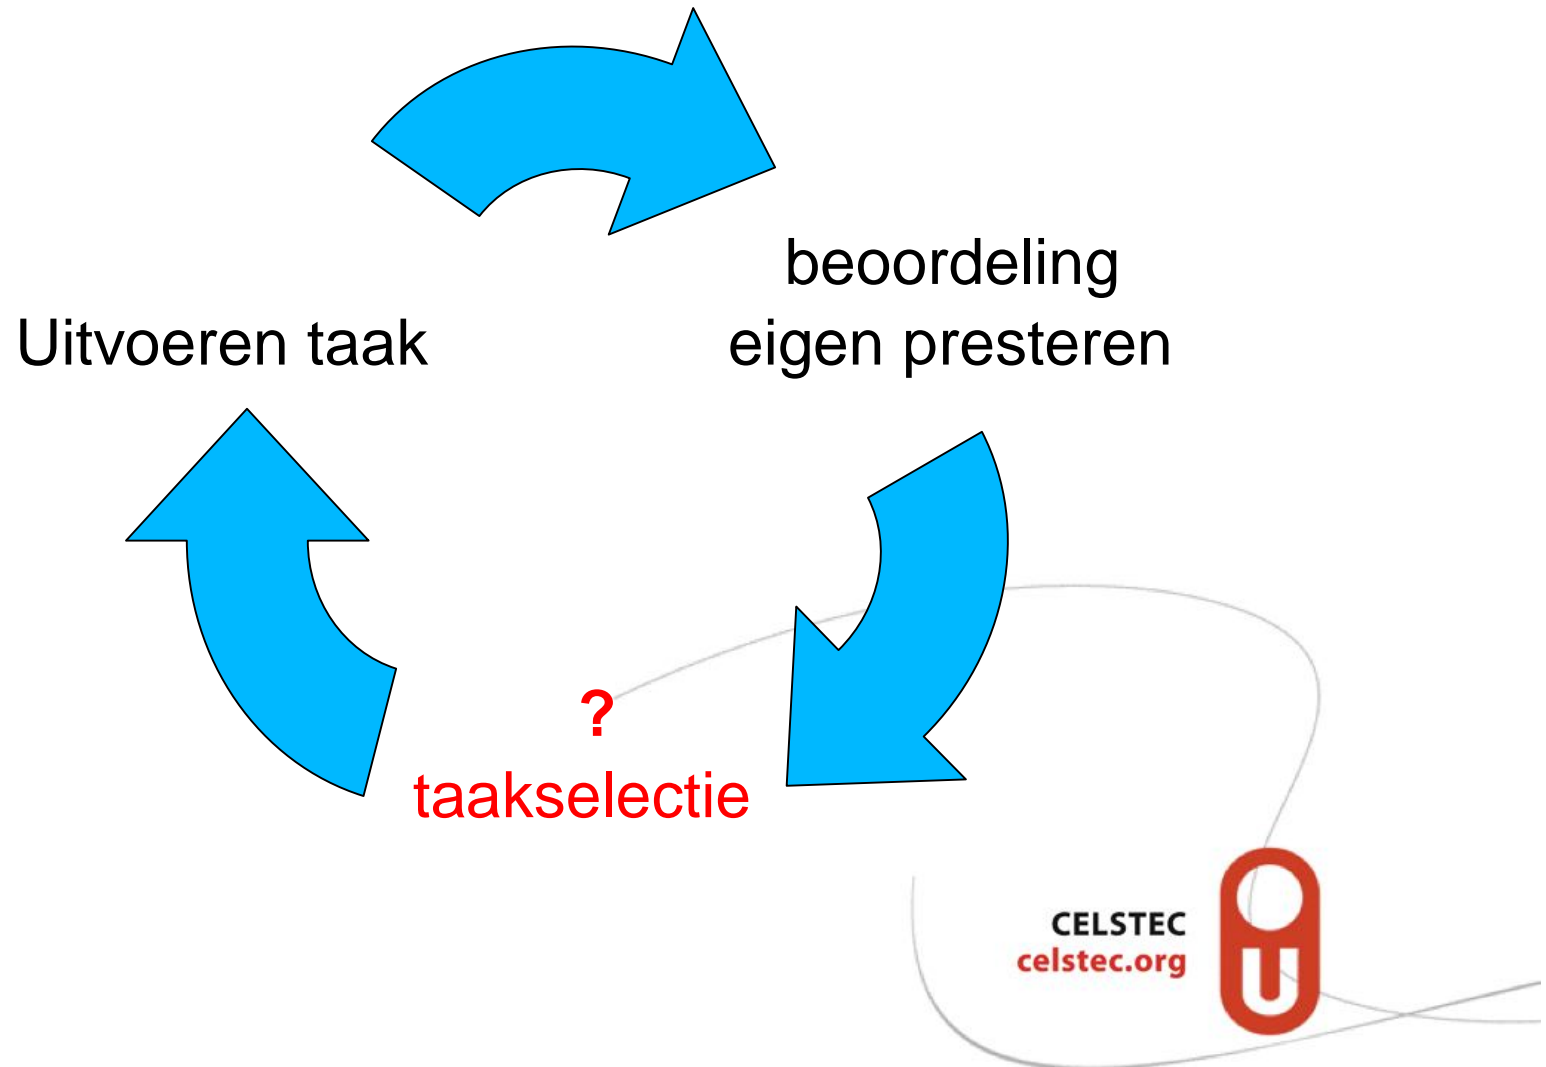 beoordeling
Uitvoeren taak
eigen presteren
?
taakselectie
CELSTEC
celstec.org
U